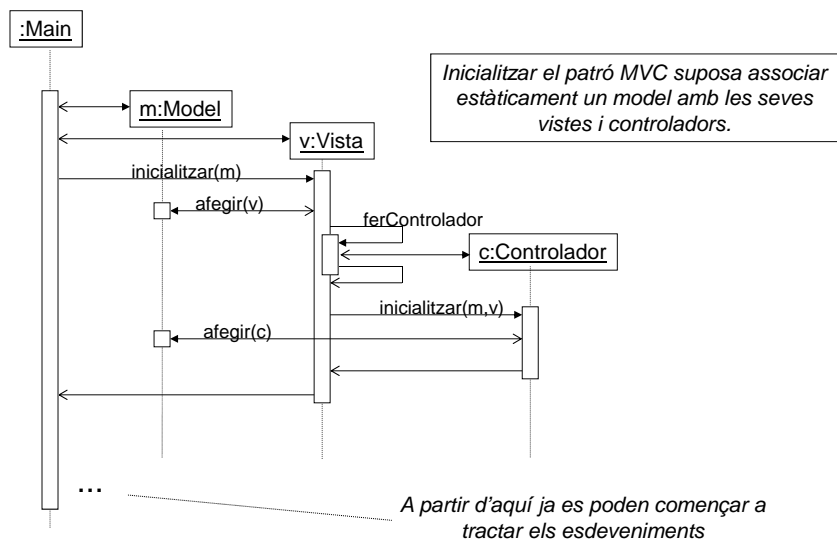 :Main
m:Model
Inicialitzar el patró MVC suposa associar
estàticament un model amb les seves
vistes i controladors.
v:Vista
inicialitzar(m)
afegir(v)
ferControlador
c:Controlador
inicialitzar(m,v)
afegir(c)
...
A partir d'aquí ja es poden començar a
tractar els esdeveniments